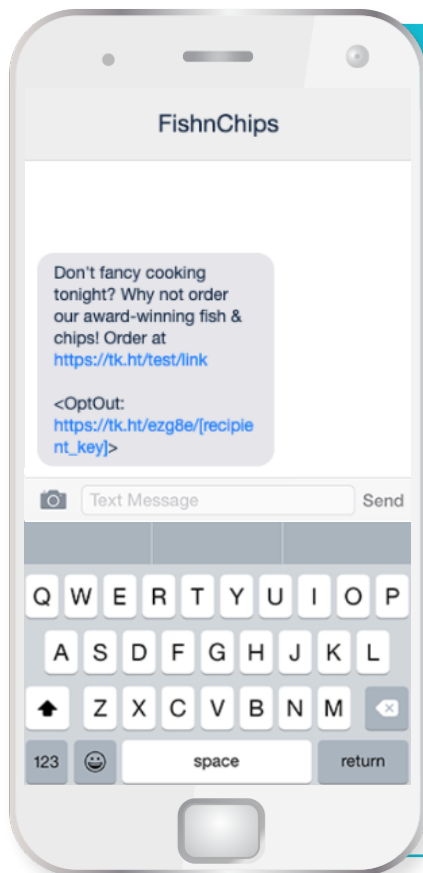 FishnChips
Don't fancy cooking
tonight? Why not order
our award-winning fish &
chips! Order at
https://tk.ht/test/link
<OptOut:
https://tk.ht/ezg8e/[recipie
nt_key]>
Text Message Send
Q W E R T Y U I O P
A S D F G H J K L
Z X C V B N M
123 space return